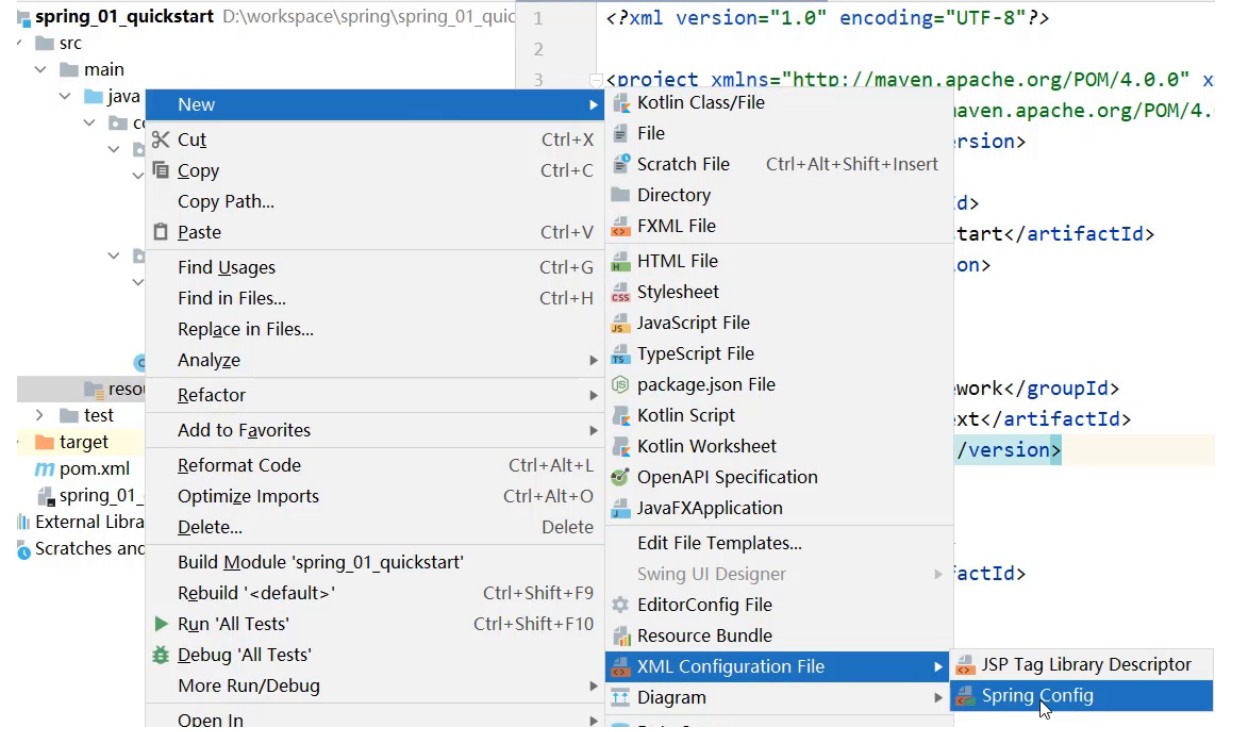 spring_01_quickstart D:\workspace\spring\spring_01_quic
src
main
java
resou
test
target
pom.xml
spring_01_
External Libra
Scratches and
New
Cut Ctrl+X
Copy Ctrl+C
Copy Path...
Paste Ctrl+V
Find Usages Ctrl+G
Find in Files... Ctrl+H
Replace in Files...
Analyze
Refactor
Add to Favorites
Reformat Code Ctrl+Alt+L
Optimize Imports Ctrl+Alt+O
Delete... Delete
Build Module 'spring_01_quickstart'
Rebuild '<default>' Ctrl+Shift+F9
Run 'All Tests' Ctrl+Shift+F10
Debug 'All Tests'
More Run/Debug
Open In
Kotlin Class/File
File
Scratch File Ctrl+Alt+Shift+Insert
Directory
FXML File
HTML File
Stylesheet
JavaScript File
TypeScript File
package.json File
Kotlin Script
Kotlin Worksheet
OpenAPI Specification
JavaFXApplication
Edit File Templates...
Swing UI Designer
EditorConfig File
Resource Bundle
XML Configuration File
Diagram
JSP Tag Library Descriptor
Spring Config
1 <?xml version="1.0" encoding="UTF-8"?>
2
3 <project xmlns="http://maven.apache.org/POM/4.0.0" x
maven.apache.org/POM/4.
rsion>
d>
tart</artifactId>
on>
work</groupId>
xt</artifactId>
/version>
factId>